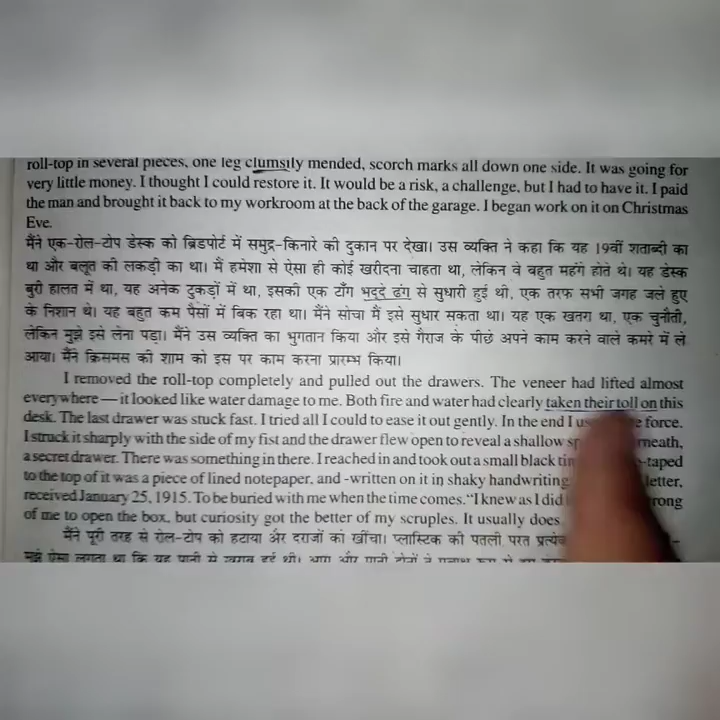 roll-top in several pieces, one leg clumsily mended, scorch marks all down one side. It was going for
very little money. I thought I could restore it. It would be a risk, a challenge, but I had to have it. I paid
the man and brought it back to my workroom at the back of the garage. I began work on it on Christmas
Eve.
मैंने एक-रोल-टोप डेस्क को ब्रिडपोर्ट में समुद्र-किनारे की दुकान पर देखा। उस व्यक्ति ने कहा कि यह 19वीं शताब्दी का
था और बलूत की लकड़ी का था। मैं हमेशा से ऐसा ही कोई खरीदना चाहता था, लेकिन वे बहुत महंगे होते थे। यह डेस्क
बुरी हालत में था, यह अनेक टुकड़ों में था, इसकी एक टाँग भद्दे ढंग से सुधारी हुई थी, एक तरफ सभी जगह जले हुए
के निशान थे। यह बहुत कम पैसों में बिक रहा था। मैंने सोचा मैं इसे सुधार सकता था। यह एक खतरा था, एक चुनौती,
लेकिन मुझे इसे लेना पड़ा। मैंने उस व्यक्ति का भुगतान किया और इसे गैराज के पीछे अपने काम करने वाले कमरे में ले
आया। मैंने क्रिसमस की शाम को इस पर काम करना प्रारम्भ किया।
I removed the roll-top completely and pulled out the drawers. The veneer had lifted almost
everywhere — it looked like water damage to me. Both fire and water had clearly taken their toll on this
desk. The last drawer was stuck fast. I tried all I could to ease it out gently. In the end I force.
I struck it sharply with the side of my fist and the drawer flew open to reveal a shallow
a secret drawer. There was something in there. I reached in and took out a small black tin -taped
to the top of it was a piece of lined notepaper, and -written on it in shaky handwriting letter,
received January 25, 1915. To be buried with me when the time comes. “I knew as I did
of me to open the box, but curiosity got the better of my scruples. It usually does
मैंने पूरी तरह से रोल-टोप को हटाया और दराजों को खींचा। प्लास्टिक की पतली परत
मुझे ऐसा लगता था कि यह पानी से खराब हुई थी। आग और पानी दोनों ने